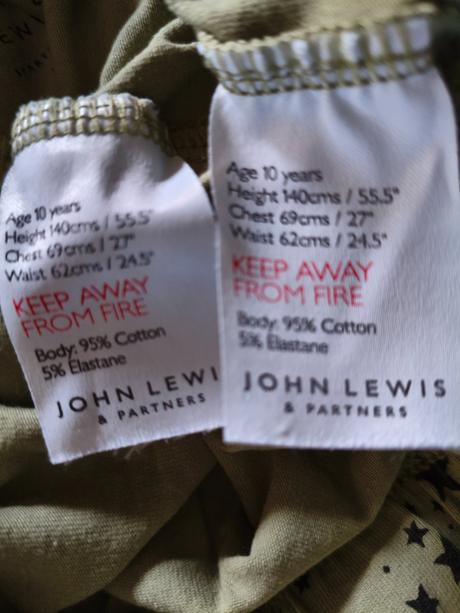 Age 10 years
Height 140cms / 55.5"
Chest 69cms / 27"
Waist 62cms / 24.5"
KEEP AWAY
FROM FIRE
Body: 95% Cotton
5% Elastane
JOHN LEWI
& PARTNERS
Age 10 years
Height 140cms / 55.5"
Chest 69cms / 27"
Waist 62cms / 24.5"
KEEP AWAY
FROM FIRE
Body: 95% Cotton
5% Elastane
JOHN LEWIS
& PARTNERS